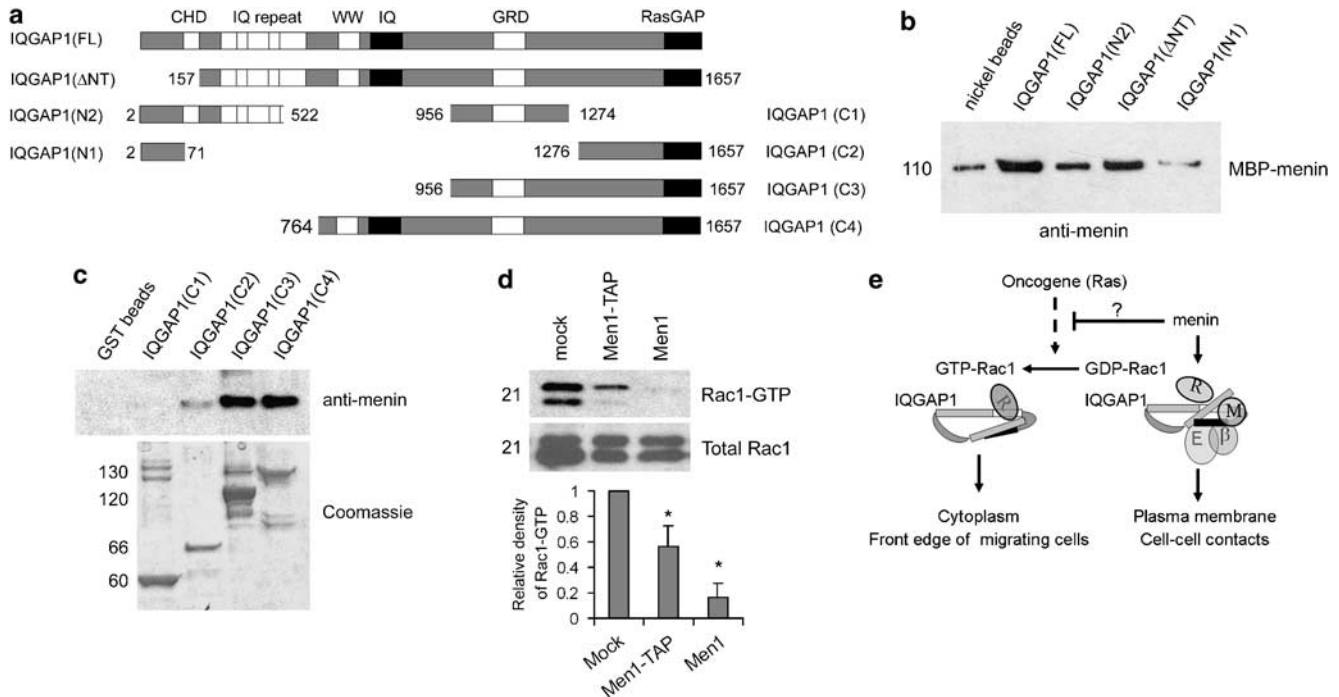 a
CHD IQ repeat WW IQ GRD RasGAP
IQGAP1(FL)
IQGAP1(ΔNT) 157 1657
IQGAP1(N2) 2 522 956 1274 IQGAP1 (C1)
IQGAP1(N1) 2 71 1276 1657 IQGAP1 (C2)
956 1657 IQGAP1 (C3)
764 1657 IQGAP1 (C4)
b
nickel beads
IQGAP1(FL)
IQGAP1(N2)
IQGAP1(ΔNT)
IQGAP1(N1)
110 MBP-menin
anti-menin
c
GST beads
IQGAP1(C1)
IQGAP1(C2)
IQGAP1(C3)
IQGAP1(C4)
anti-menin
130
120
66
60
Coomassie
d
mock
Men1-TAP
Men1
21 Rac1-GTP
21 Total Rac1
Relative density
of Rac1-GTP
1
0.8
0.6
0.4
0.2
0
*
*
Mock
Men1-TAP
Men1
e
Oncogene (Ras)
?
menin
GTP-Rac1 GDP-Rac1
IQGAP1 R IQGAP1 R
M
E β
Cytoplasm
Front edge of migrating cells
Plasma membrane
Cell-cell contacts